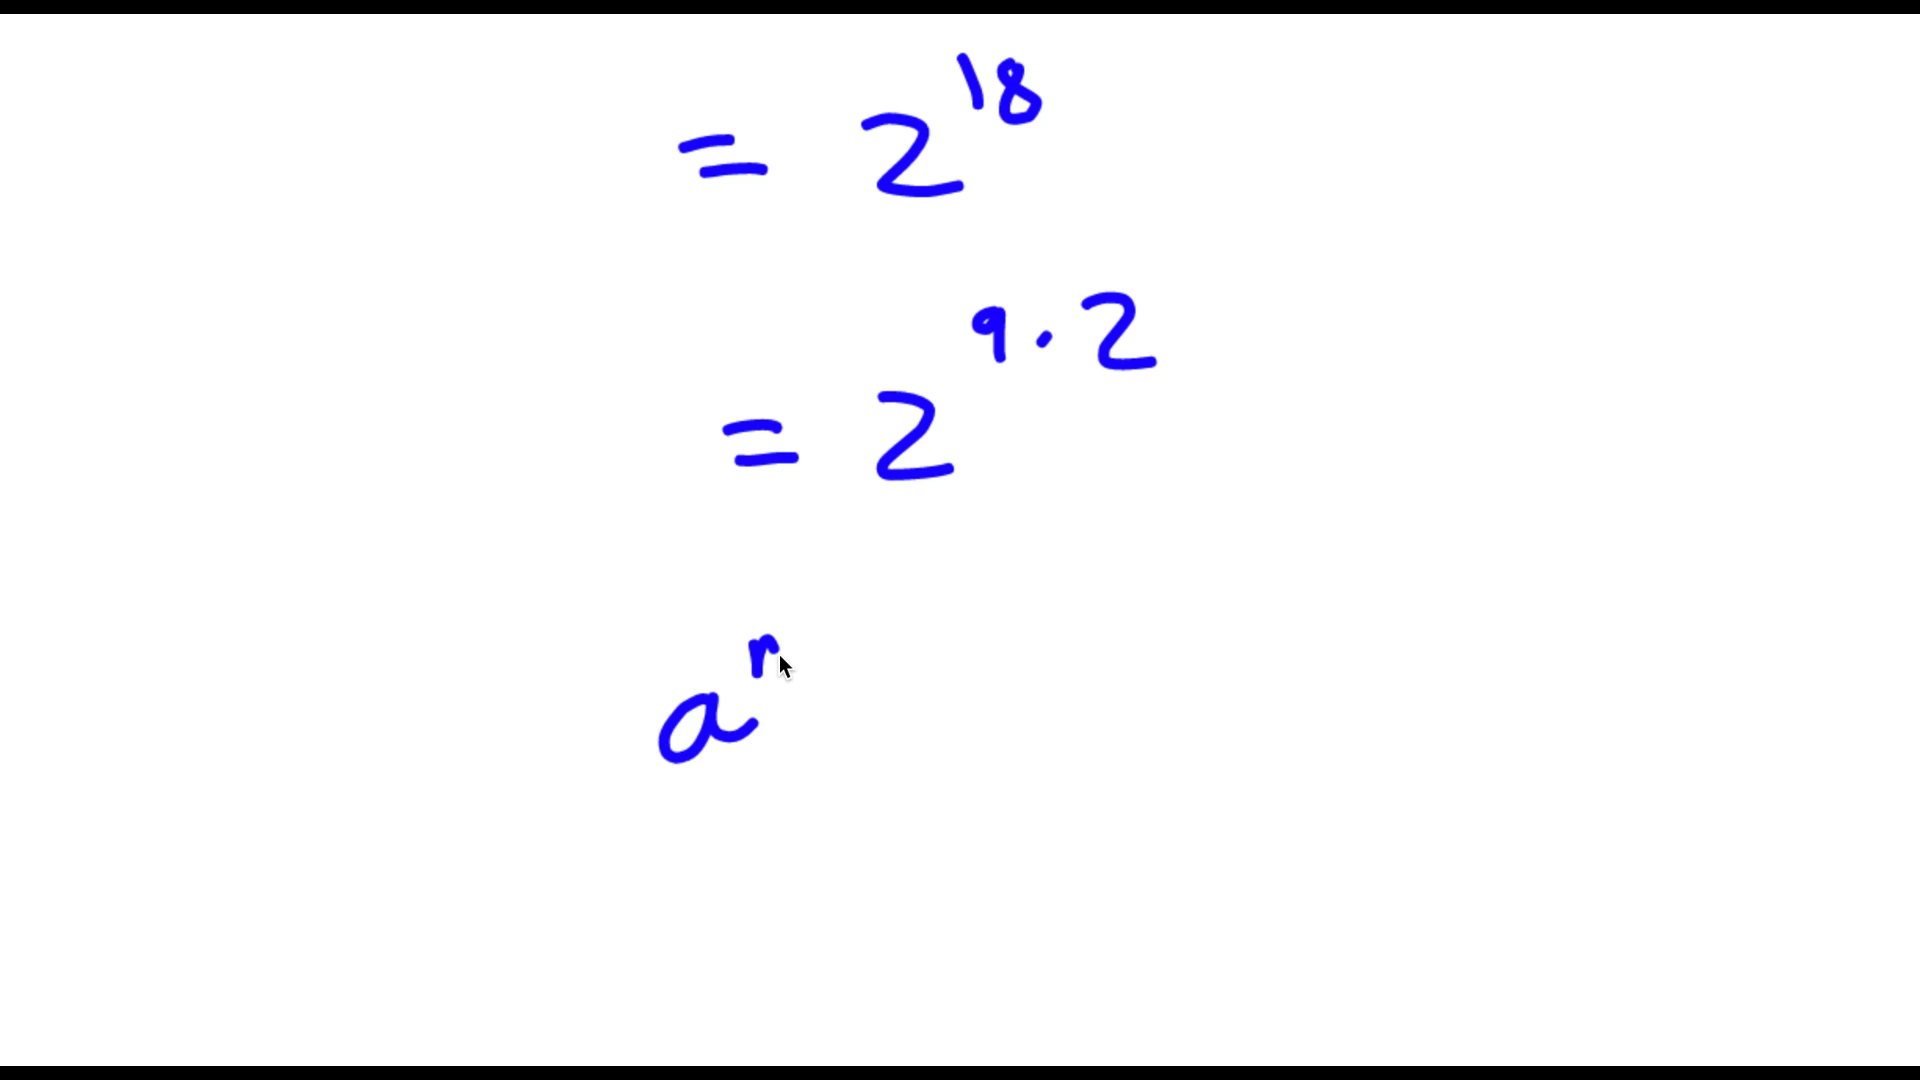 = 2^18
= 2^9·2
a^n